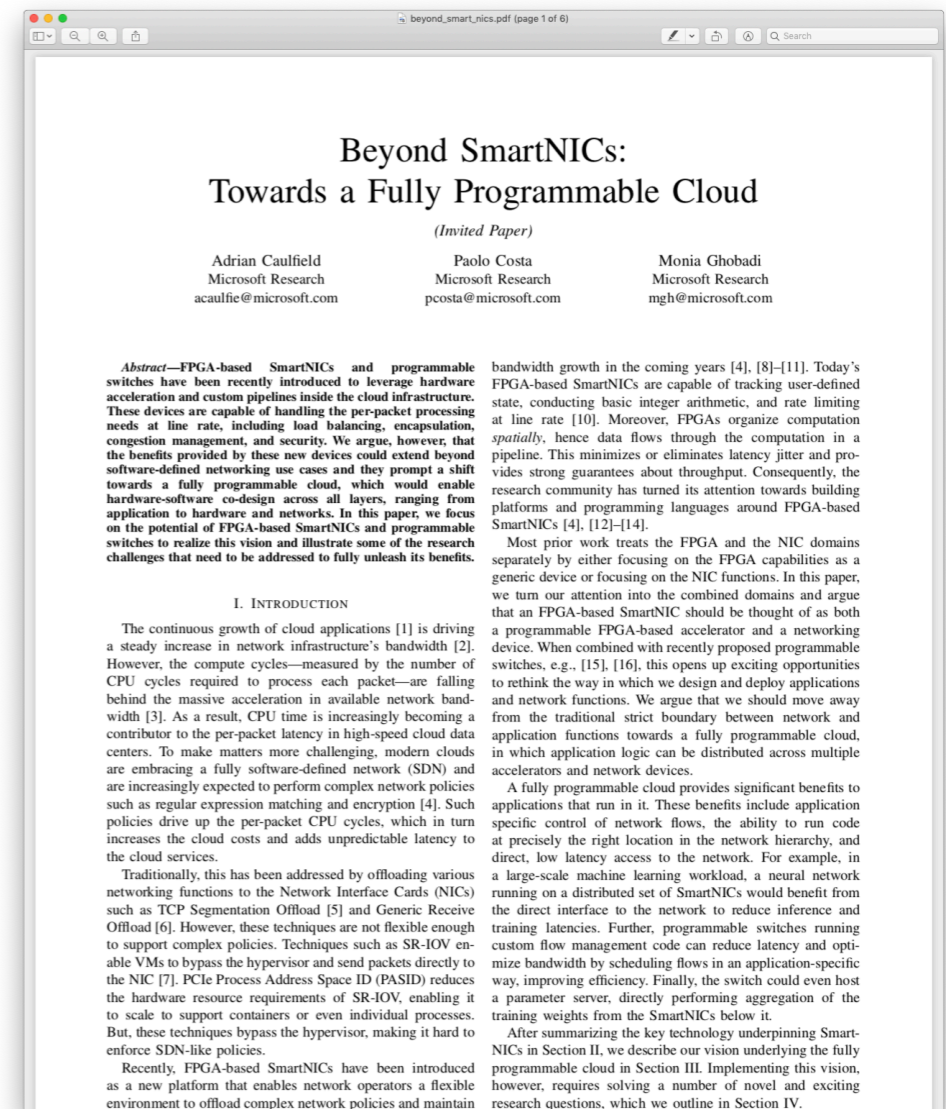 beyond_smart_nics.pdf (page 1 of 6)
Search
Beyond SmartNICs:
Towards a Fully Programmable Cloud
(Invited Paper)
Adrian Caulfield
Microsoft Research
acaulfie@microsoft.com
Paolo Costa
Microsoft Research
pcosta@microsoft.com
Monia Ghobadi
Microsoft Research
mgh@microsoft.com
Abstract—FPGA-based SmartNICs and programmable
switches have been recently introduced to leverage hardware
acceleration and custom pipelines inside the cloud infrastructure.
These devices are capable of handling the per-packet processing
needs at line rate, including load balancing, encapsulation,
congestion management, and security. We argue, however, that
the benefits provided by these new devices could extend beyond
software-defined networking use cases and they prompt a shift
towards a fully programmable cloud, which would enable
hardware-software co-design across all layers, ranging from
application to hardware and networks. In this paper, we focus
on the potential of FPGA-based SmartNICs and programmable
switches to realize this vision and illustrate some of the research
challenges that need to be addressed to fully unleash its benefits.
I. INTRODUCTION
The continuous growth of cloud applications [1] is driving
a steady increase in network infrastructure's bandwidth [2].
However, the compute cycles—measured by the number of
CPU cycles required to process each packet—are falling
behind the massive acceleration in available network band-
width [3]. As a result, CPU time is increasingly becoming a
contributor to the per-packet latency in high-speed cloud data
centers. To make matters more challenging, modern clouds
are embracing a fully software-defined network (SDN) and
are increasingly expected to perform complex network policies
such as regular expression matching and encryption [4]. Such
policies drive up the per-packet CPU cycles, which in turn
increases the cloud costs and adds unpredictable latency to
the cloud services.
Traditionally, this has been addressed by offloading various
networking functions to the Network Interface Cards (NICs)
such as TCP Segmentation Offload [5] and Generic Receive
Offload [6]. However, these techniques are not flexible enough
to support complex policies. Techniques such as SR-IOV en-
able VMs to bypass the hypervisor and send packets directly to
the NIC [7]. PCIe Process Address Space ID (PASID) reduces
the hardware resource requirements of SR-IOV, enabling it
to scale to support containers or even individual processes.
But, these techniques bypass the hypervisor, making it hard to
enforce SDN-like policies.
Recently, FPGA-based SmartNICs have been introduced
as a new platform that enables network operators a flexible
environment to offload complex network policies and maintain
bandwidth growth in the coming years [4], [8]–[11]. Today's
FPGA-based SmartNICs are capable of tracking user-defined
state, conducting basic integer arithmetic, and rate limiting
at line rate [10]. Moreover, FPGAs organize computation
spatially, hence data flows through the computation in a
pipeline. This minimizes or eliminates latency jitter and pro-
vides strong guarantees about throughput. Consequently, the
research community has turned its attention towards building
platforms and programming languages around FPGA-based
SmartNICs [4], [12]–[14].
Most prior work treats the FPGA and the NIC domains
separately by either focusing on the FPGA capabilities as a
generic device or focusing on the NIC functions. In this paper,
we turn our attention into the combined domains and argue
that an FPGA-based SmartNIC should be thought of as both
a programmable FPGA-based accelerator and a networking
device. When combined with recently proposed programmable
switches, e.g., [15], [16], this opens up exciting opportunities
to rethink the way in which we design and deploy applications
and network functions. We argue that we should move away
from the traditional strict boundary between network and
application functions towards a fully programmable cloud,
in which application logic can be distributed across multiple
accelerators and network devices.
A fully programmable cloud provides significant benefits to
applications that run in it. These benefits include application
specific control of network flows, the ability to run code
at precisely the right location in the network hierarchy, and
direct, low latency access to the network. For example, in
a large-scale machine learning workload, a neural network
running on a distributed set of SmartNICs would benefit from
the direct interface to the network to reduce inference and
training latencies. Further, programmable switches running
custom flow management code can reduce latency and opti-
mize bandwidth by scheduling flows in an application-specific
way, improving efficiency. Finally, the switch could even host
a parameter server, directly performing aggregation of the
training weights from the SmartNICs below it.
After summarizing the key technology underpinning Smart-
NICs in Section II, we describe our vision underlying the fully
programmable cloud in Section III. Implementing this vision,
however, requires solving a number of novel and exciting
research questions, which we outline in Section IV.